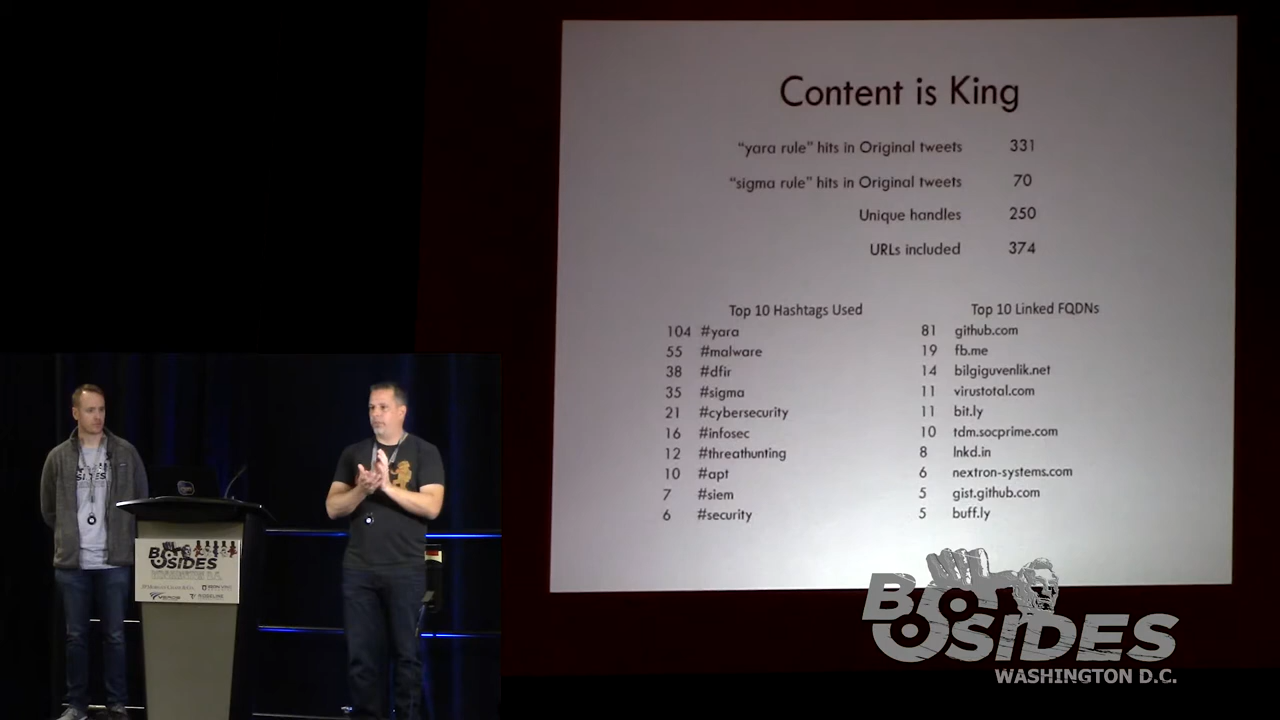 Content is King
“yara rule” hits in Original tweets 331
“sigma rule” hits in Original tweets 70
Unique handles 250
URLs included 374
Top 10 Hashtags Used
104 #yara
55 #malware
38 #dfir
35 #sigma
21 #cybersecurity
16 #infosec
12 #threathunting
10 #apt
7 #siem
6 #security
Top 10 Linked FQDNs
81 github.com
19 fb.me
14 bilgiguvenlik.net
11 virustotal.com
11 bit.ly
10 tdm.socprime.com
8 lnkd.in
6 nextron-systems.com
5 gist.github.com
5 buff.ly
BSIDES
BSIDES
WASHINGTON D.C.